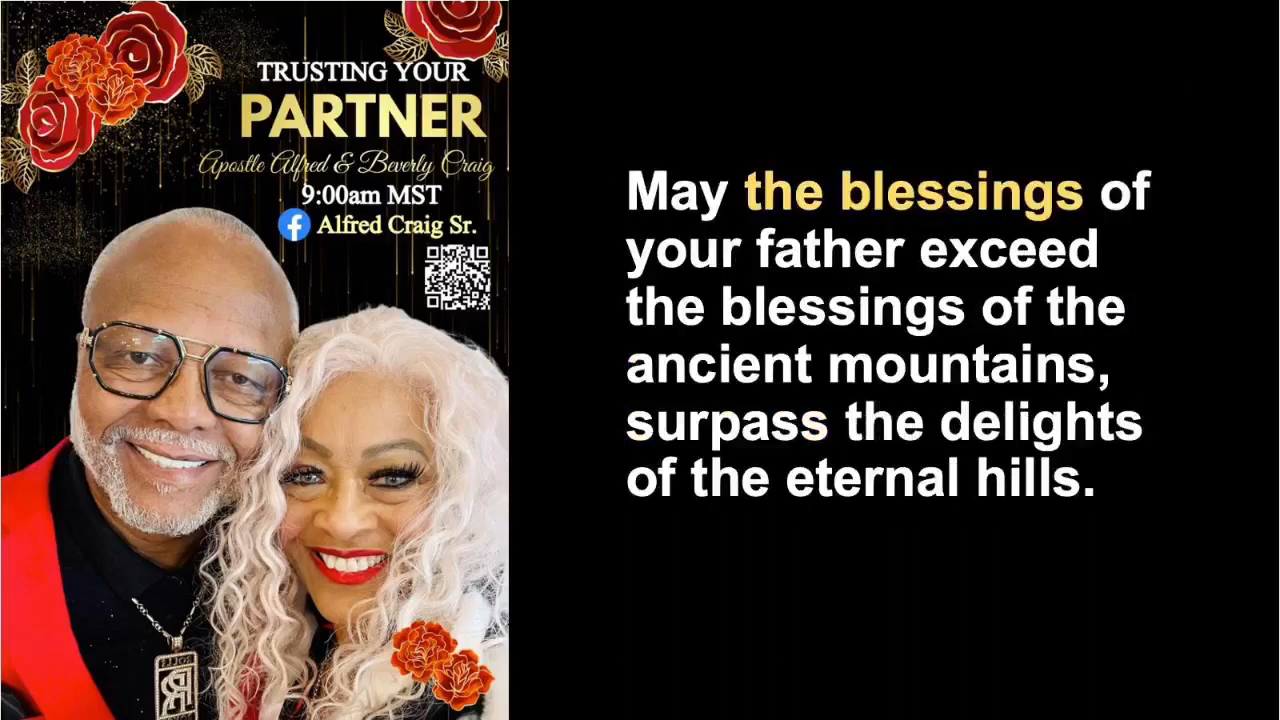 TRUSTING YOUR
PARTNER
Apostle Alfred & Beverly Craig
9:00am MST
Alfred Craig Sr.
May the blessings of
your father exceed
the blessings of the
ancient mountains,
surpass the delights
of the eternal hills.